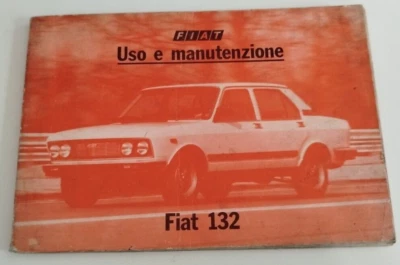 FIAT
Uso e manutenzione
Fiat 132